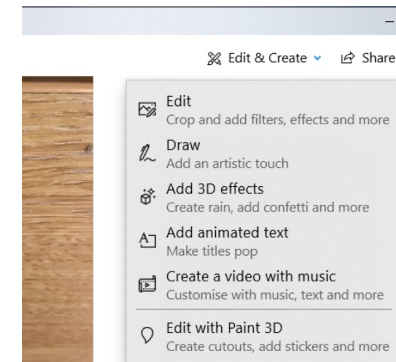 Edit & Create Share
Edit
Crop and add filters, effects and more
Draw
Add an artistic touch
Add 3D effects
Create rain, add confetti and more
Add animated text
Make titles pop
Create a video with music
Customise with music, text and more
Edit with Paint 3D
Create cutouts, add stickers and more